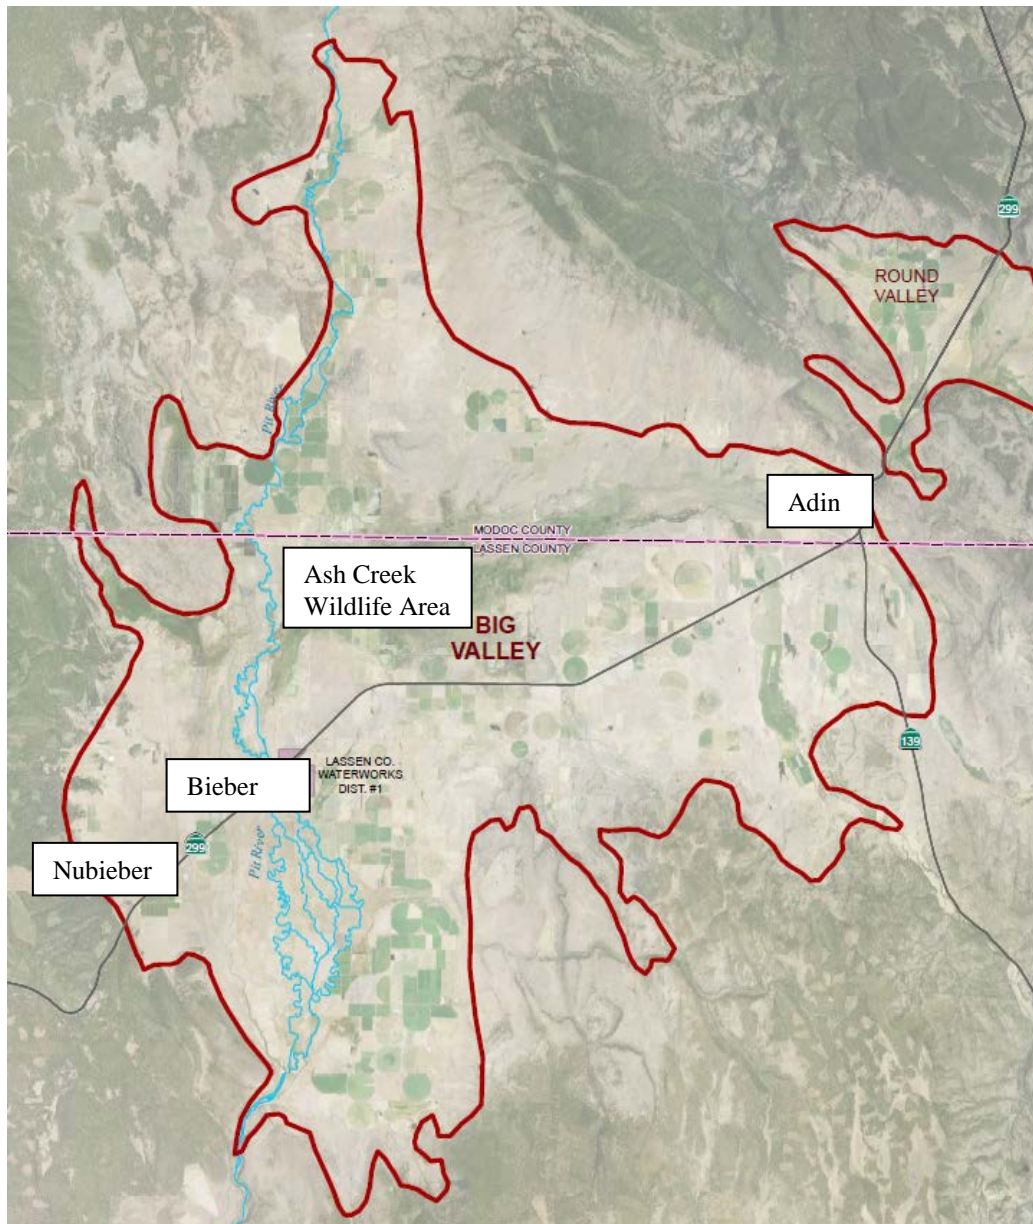 299
ROUND
VALLEY
Pit River
Adin
MODOC COUNTY
LASSEN COUNTY
Ash Creek
Wildlife Area
BIG
VALLEY
139
LASSEN CO.
WATERWORKS
DIST. #1
Bieber
299
Pit River
Nubieber